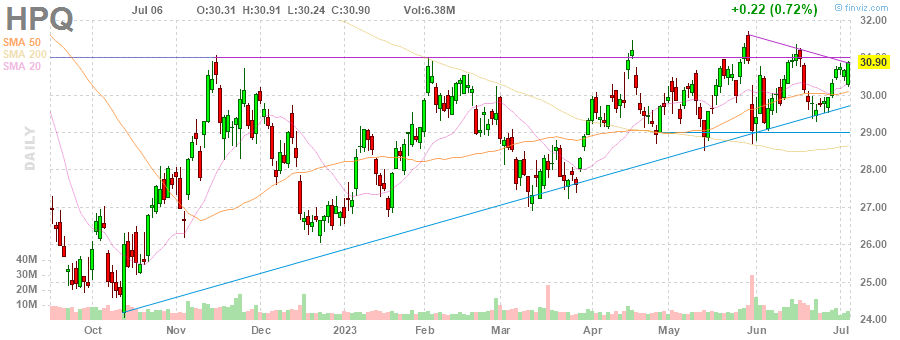 HPQ Jul 06 O:30.31 H:30.91 L:30.24 C:30.90 Vol:6.38M +0.22 (0.72%) © finviz.com
SMA 50
SMA 200
SMA 20
DAILY
32.00
31.00
30.90
30.00
29.00
28.00
27.00
26.00
25.00
24.00
40M
30M
20M
10M
Oct Nov Dec 2023 Feb Mar Apr May Jun Jul